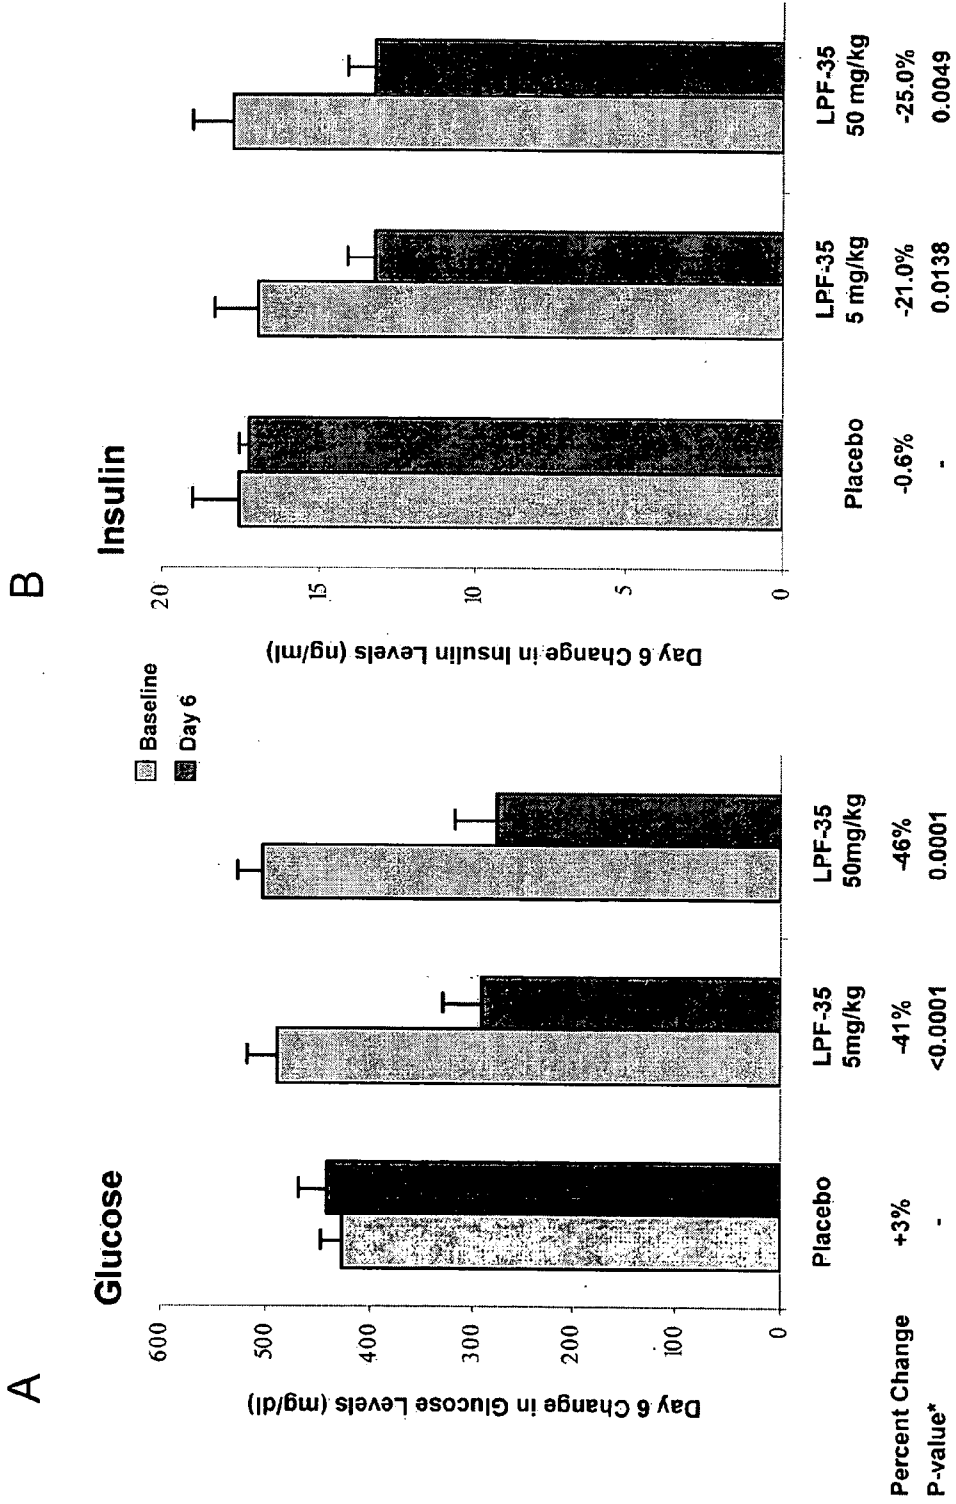 A
Glucose
Day 6 Change in Glucose Levels (mg/dl)
600
500
400
300
200
100
0
Placebo
LPF-35
5mg/kg
LPF-35
50mg/kg
Percent Change
+3%
-41%
-46%
P-value*
-
<0.0001
0.0001
Baseline
Day 6
B
Insulin
Day 6 Change in Insulin Levels (ng/ml)
20
15
10
5
0
Placebo
LPF-35
5 mg/kg
LPF-35
50 mg/kg
-0.6%
-21.0%
-25.0%
-
0.0138
0.0049